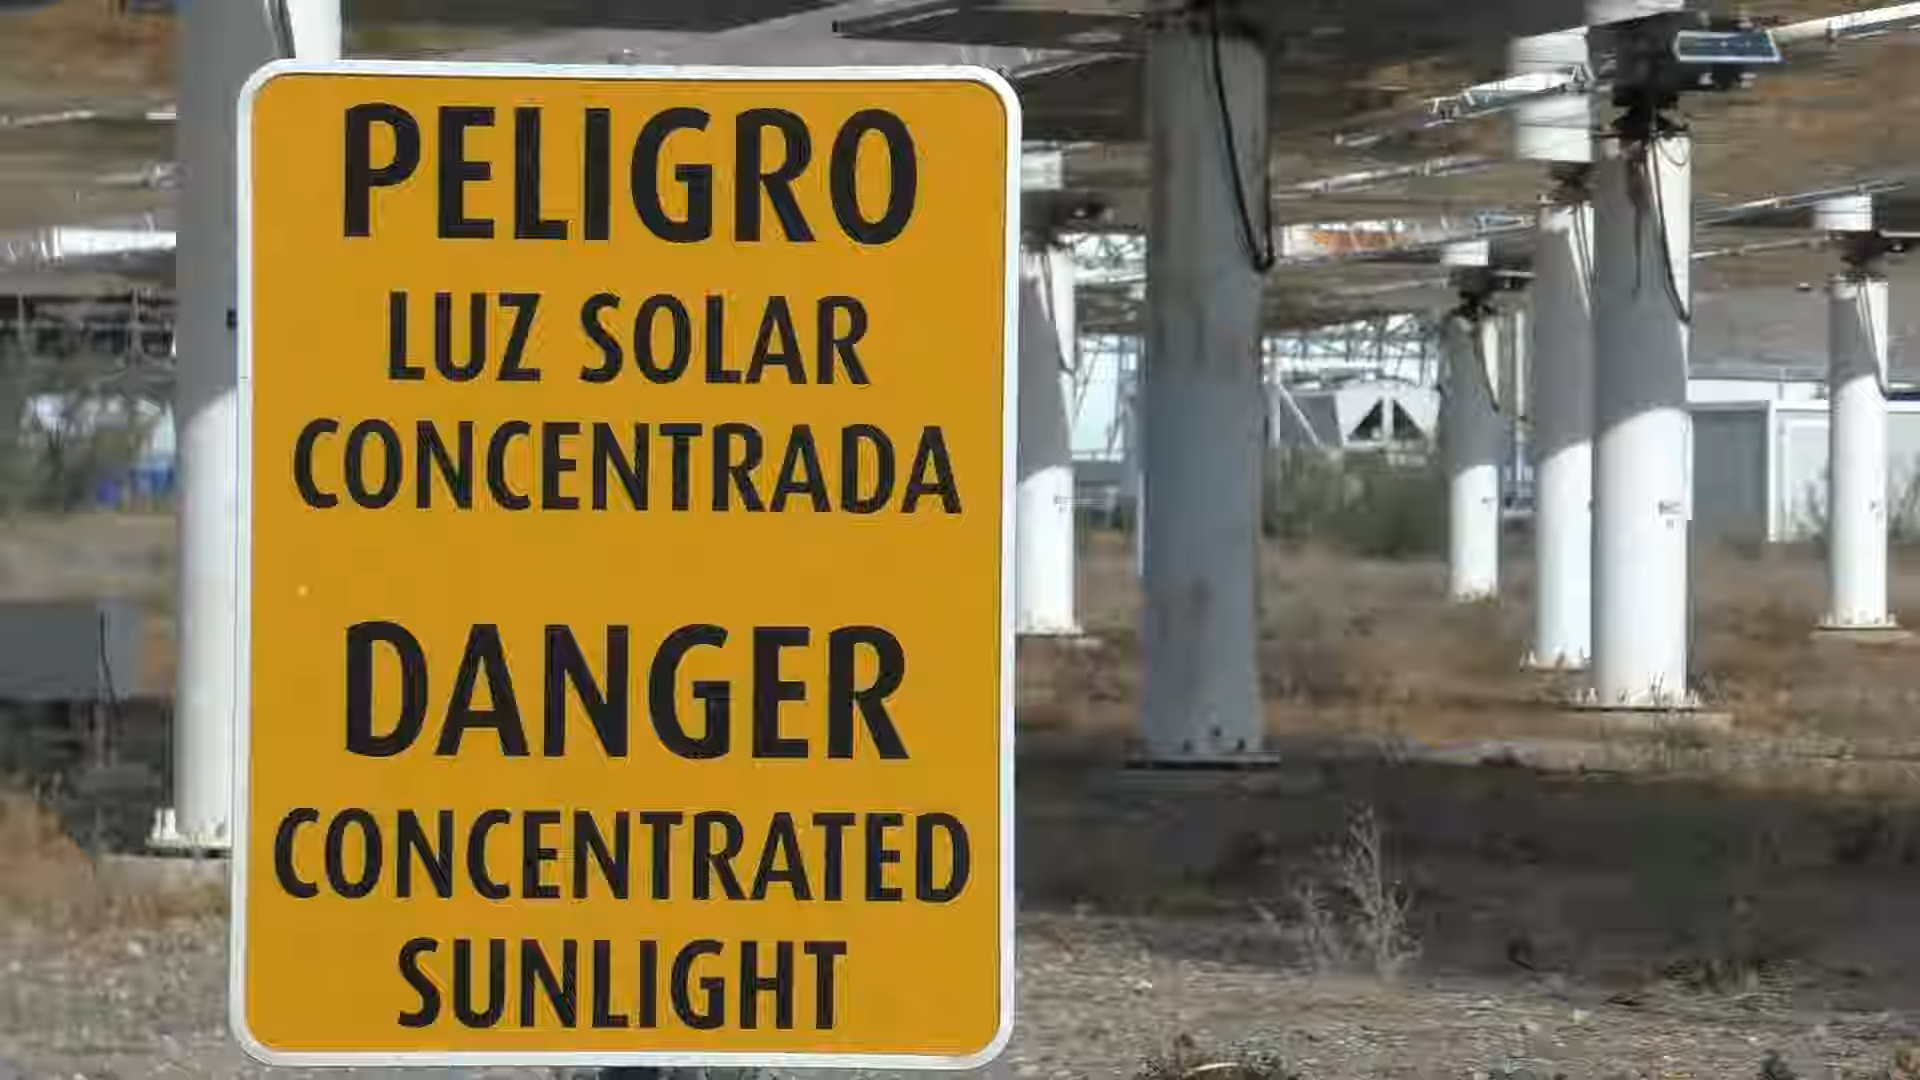 PELIGRO
LUZ SOLAR
CONCENTRADA
DANGER
CONCENTRATED
SUNLIGHT